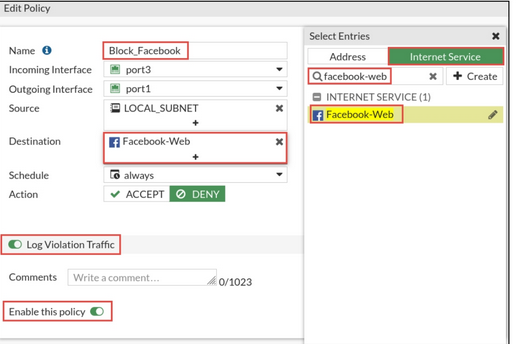 Edit Policy
Name
Block_Facebook
Incoming Interface
port3
Outgoing Interface
port1
Source
LOCAL_SUBNET
+
Destination
Facebook-Web
+
Schedule
always
Action
ACCEPT
DENY
Log Violation Traffic
Comments
Write a comment...
0/1023
Enable this policy
Select Entries
Address
Internet Service
facebook-web
+ Create
INTERNET SERVICE (1)
Facebook-Web